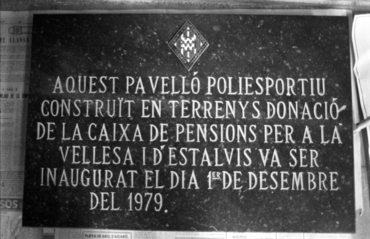 AQUEST PAVELLÓ POLIESPORTIU
CONSTRUÏT EN TERRENYS DONACIÓ
DE LA CAIXA DE PENSIONS PER A LA
VELLESA I D'ESTALVIS VA SER
INAUGURAT EL DIA 1ER DE DESEMBRE
DEL 1979.